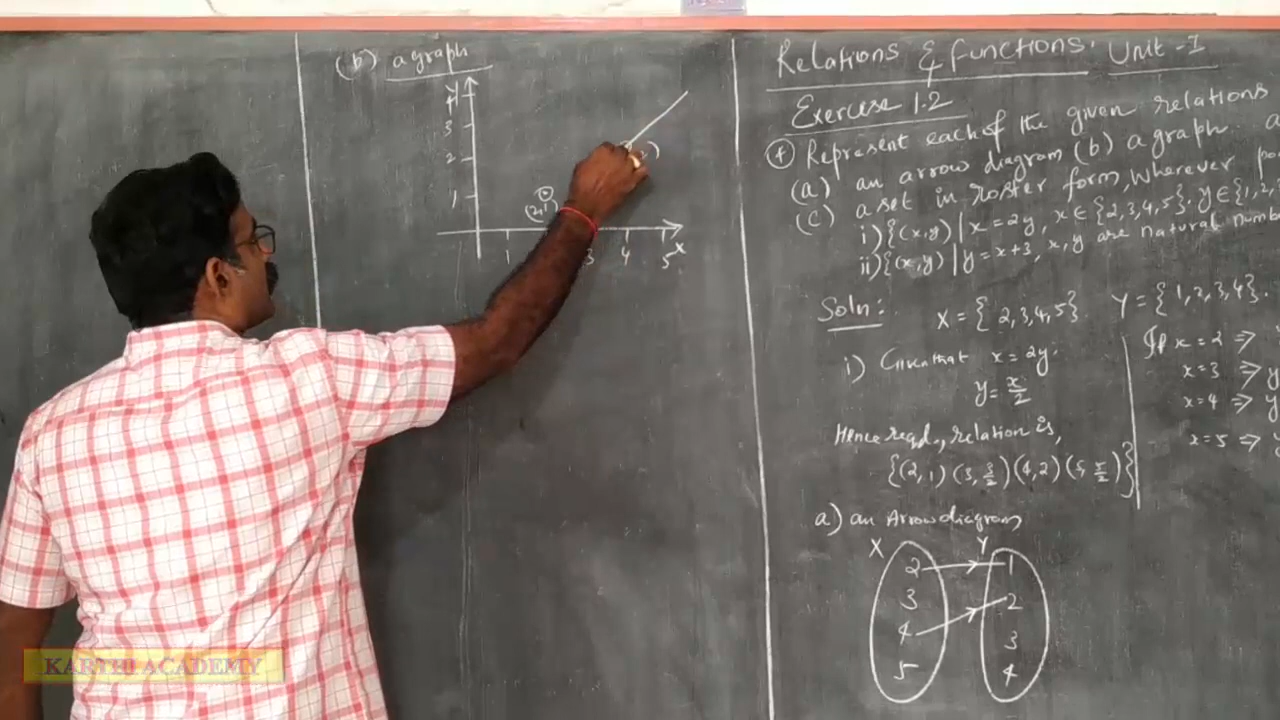 (b) a graph
Y
4
3
2
1
(2,1)
1 3 4 5 X
Relations & functions. Unit -I
Exercise 1.2
④ Represent each of the given relations
(a) an arrow diagram (b) a graph
(c) a set in roster form, wherever
i) {(x,y) | x = 2y, x ∈ {2,3,4,5}. y ∈ {1,2,
ii) {(x,y) | y = x+3, x, y are natural
Soln:
X = {2,3,4,5}. Y = {1,2,3,4}.
i) Given that x = 2y.
y = x/2
If x = 2 ⇒
x = 3 ⇒ y
x = 4 ⇒ y
x = 5 ⇒
Hence reqd., relation is,
{(2,1) (3, 3/2) (4,2) (5, 5/2)}
a) an Arrow diagram
X Y
2 1
3 2
4 3
5 4
KARTHI ACADEMY